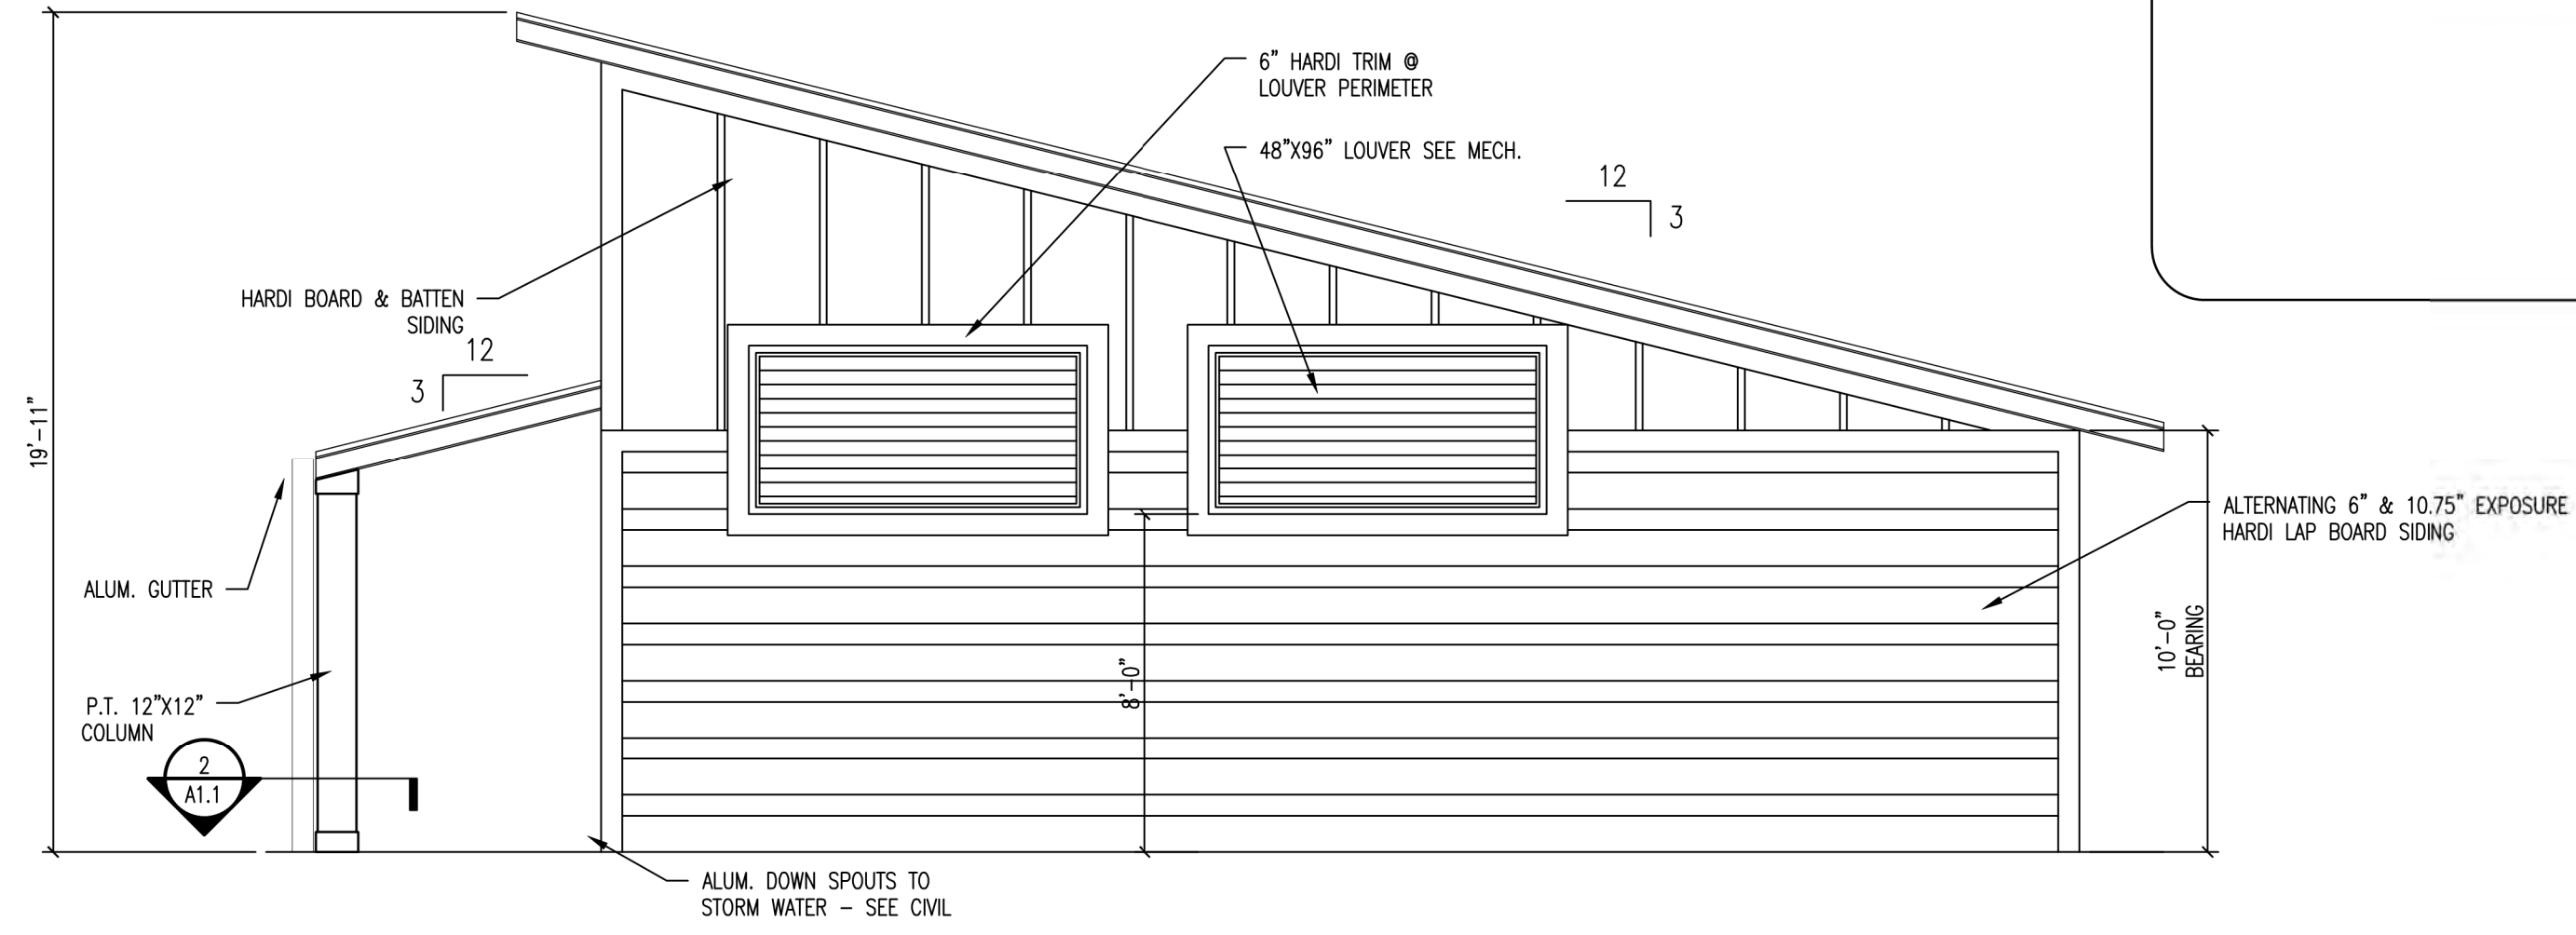 6" HARDI TRIM @
LOUVER PERIMETER
48"X96" LOUVER SEE MECH.
12
3
HARDI BOARD & BATTEN
SIDING
12
3
19'-11"
ALTERNATING 6" & 10.75" EXPOSURE
HARDI LAP BOARD SIDING
ALUM. GUTTER
10'-0"
BEARING
8'-0"
P.T. 12"X12"
COLUMN
2
A1.1
ALUM. DOWN SPOUTS TO
STORM WATER – SEE CIVIL